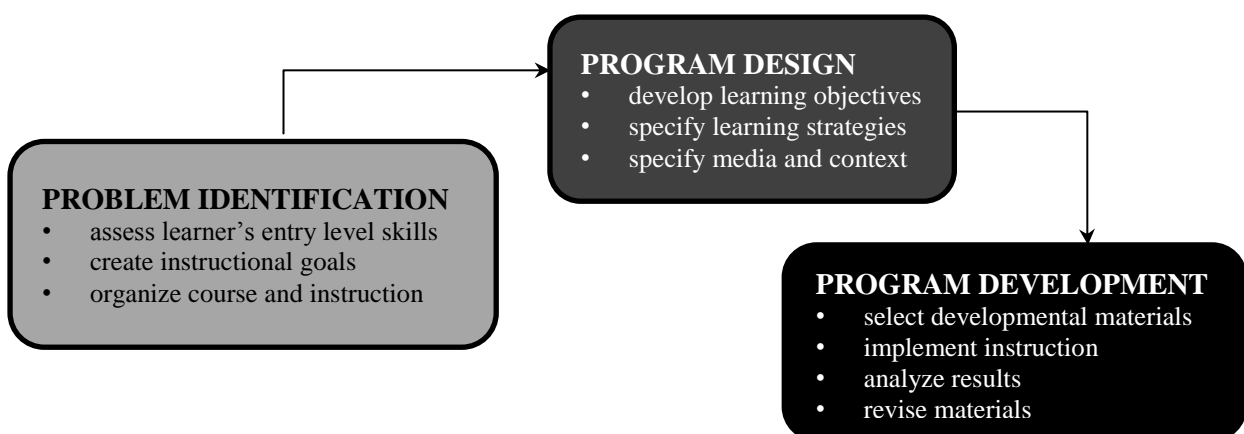 PROBLEM IDENTIFICATION
• assess learner’s entry level skills
• create instructional goals
• organize course and instruction
PROGRAM DESIGN
• develop learning objectives
• specify learning strategies
• specify media and context
PROGRAM DEVELOPMENT
• select developmental materials
• implement instruction
• analyze results
• revise materials